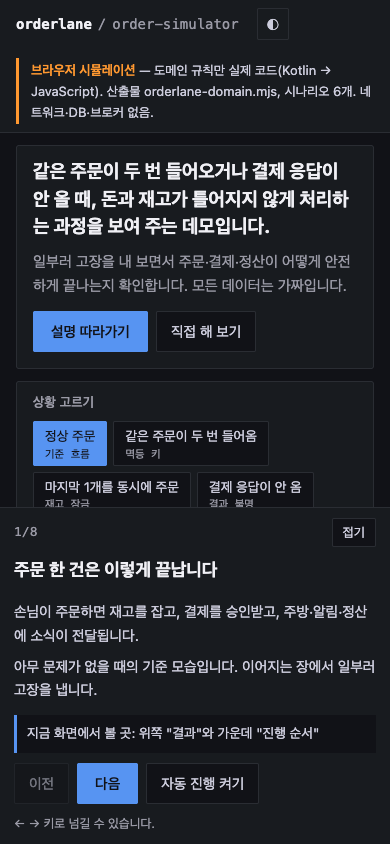 orderlane / order-simulator
브라우저 시뮬레이션 — 도메인 규칙만 실제 코드(Kotlin →
JavaScript). 산출물 orderlane-domain.mjs, 시나리오 6개. 네
트워크·DB·브로커 없음.
같은 주문이 두 번 들어오거나 결제 응답이
안 올 때, 돈과 재고가 틀어지지 않게 처리하
는 과정을 보여 주는 데모입니다.
일부러 고장을 내 보면서 주문·결제·정산이 어떻게 안전
하게 끝나는지 확인합니다. 모든 데이터는 가짜입니다.
설명 따라가기 직접 해 보기
상황 고르기
정상 주문 같은 주문이 두 번 들어옴
기준 흐름 멱등 키
마지막 1개를 동시에 주문 결제 응답이 안 옴
재고 잠금 결과 불명
1/8 접기
주문 한 건은 이렇게 끝납니다
손님이 주문하면 재고를 잡고, 결제를 승인받고, 주방·알림·정산
에 소식이 전달됩니다.
아무 문제가 없을 때의 기준 모습입니다. 이어지는 장에서 일부러
고장을 냅니다.
지금 화면에서 볼 곳: 위쪽 "결과"와 가운데 "진행 순서"
이전 다음 자동 진행 켜기
← → 키로 넘길 수 있습니다.